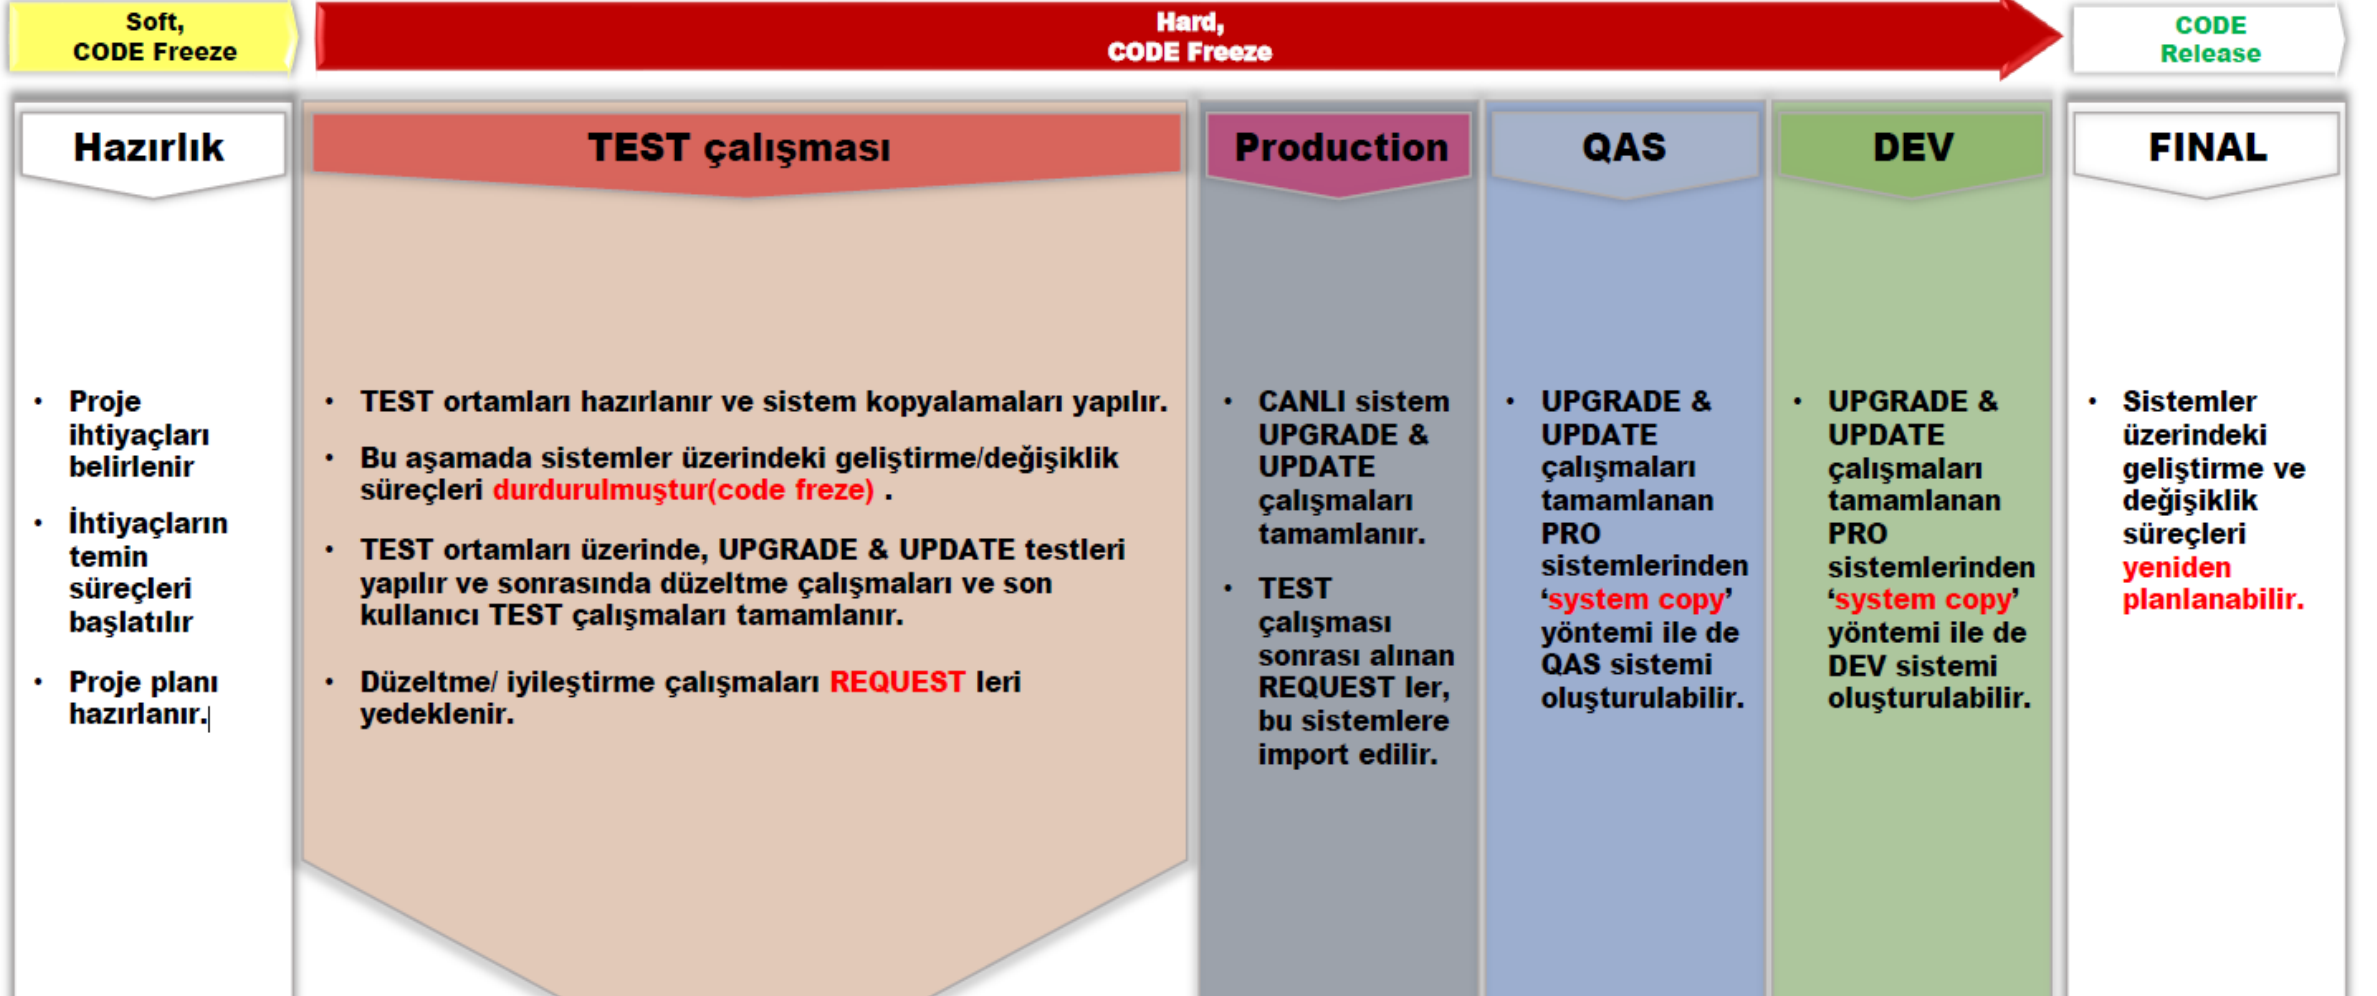 Soft,
CODE Freeze
Hard,
CODE Freeze
CODE
Release
Hazırlık
TEST çalışması
Production
QAS
DEV
FINAL
• Proje
ihtiyaçları
belirlenir
• İhtiyaçların
temin
süreçleri
başlatılır
• Proje planı
hazırlanır.
• TEST ortamları hazırlanır ve sistem kopyalamaları yapılır.
• Bu aşamada sistemler üzerindeki geliştirme/değişiklik
süreçleri durdurulmuştur(code freze) .
• TEST ortamları üzerinde, UPGRADE & UPDATE testleri
yapılır ve sonrasında düzeltme çalışmaları ve son
kullanıcı TEST çalışmaları tamamlanır.
• Düzeltme/ iyileştirme çalışmaları REQUEST leri
yedeklenir.
• CANLI sistem
UPGRADE &
UPDATE
çalışmaları
tamamlanır.
• TEST
çalışması
sonrası alınan
REQUEST ler,
bu sistemlere
import edilir.
• UPGRADE &
UPDATE
çalışmaları
tamamlanan
PRO
sistemlerinden
‘system copy’
yöntemi ile de
QAS sistemi
oluşturulabilir.
• UPGRADE &
UPDATE
çalışmaları
tamamlanan
PRO
sistemlerinden
‘system copy’
yöntemi ile de
DEV sistemi
oluşturulabilir.
• Sistemler
üzerindeki
geliştirme ve
değişiklik
süreçleri
yeniden
planlanabilir.